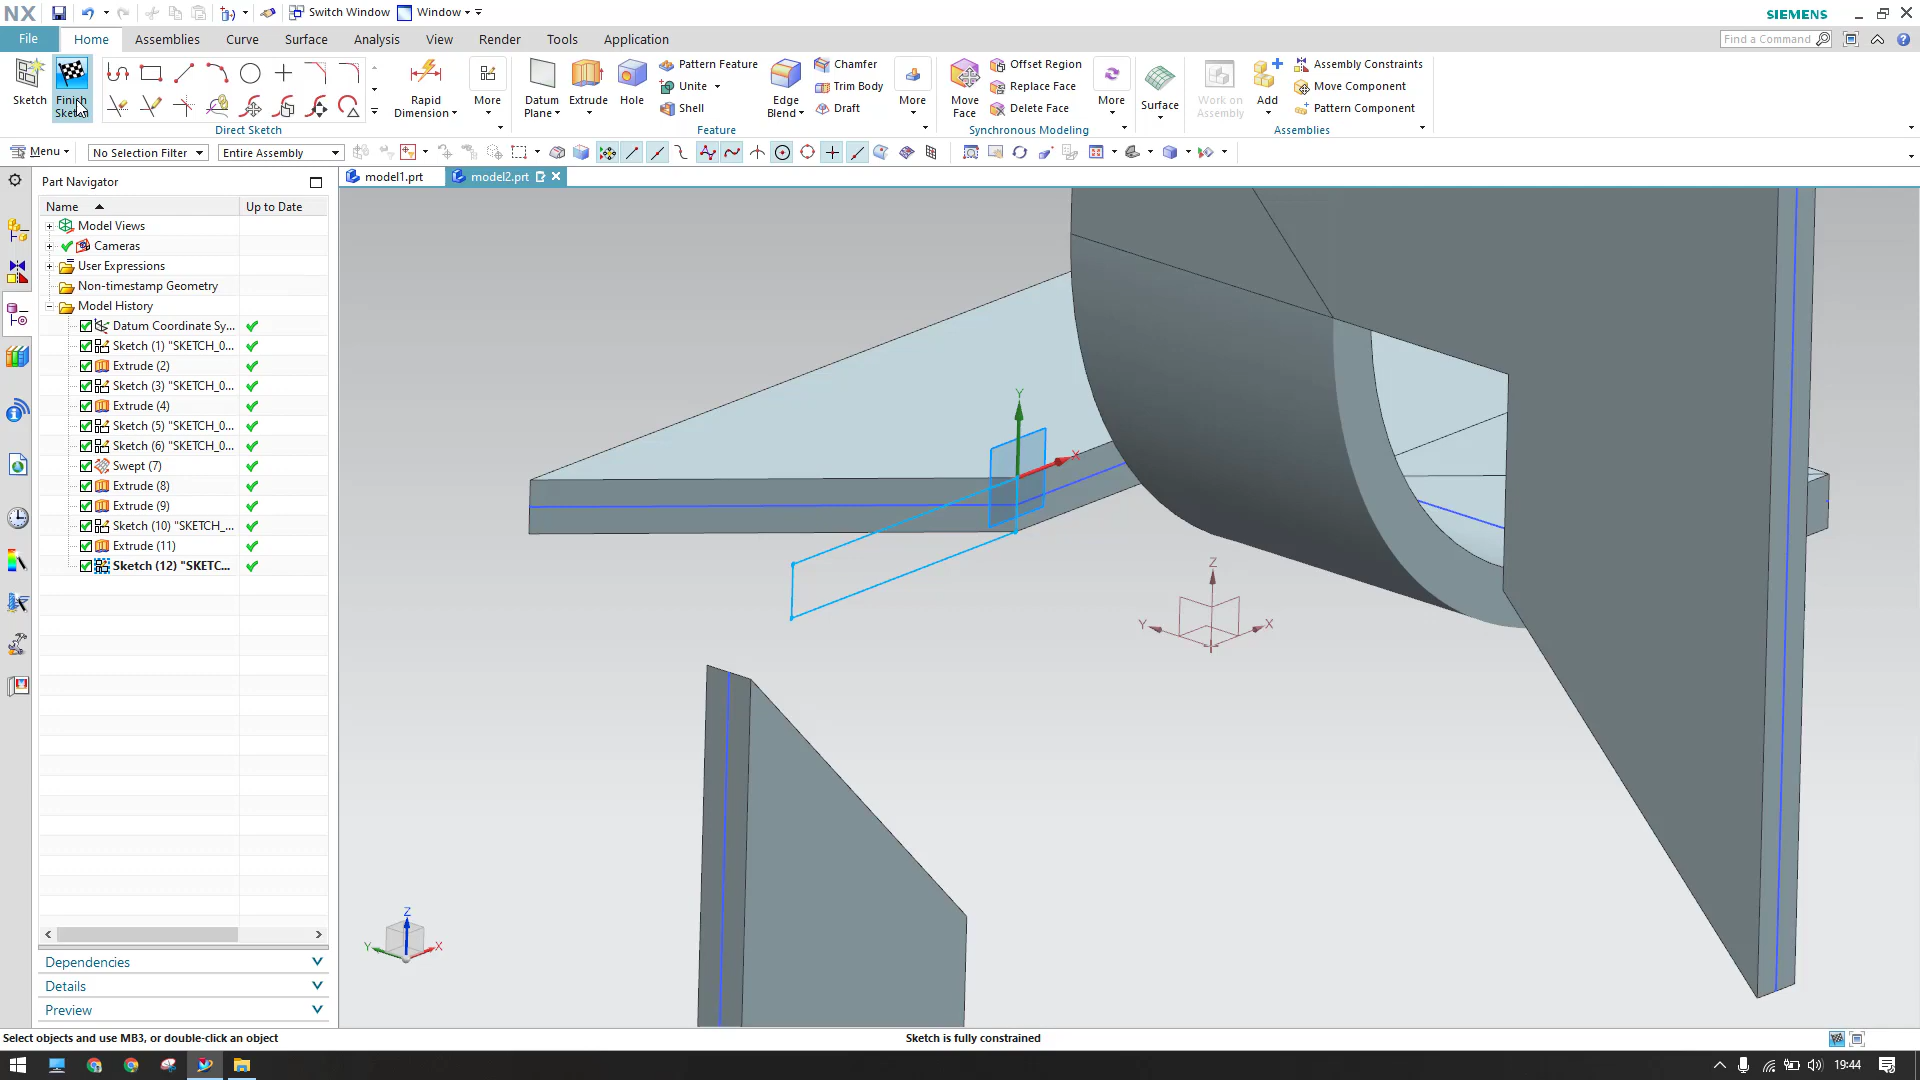 NX
Switch Window Window
SIEMENS
File Home Assemblies Curve Surface Analysis View Render Tools Application
Find a Command
Sketch
Finish Sketch
Rapid Dimension
More
Direct Sketch
Datum Plane
Extrude
Hole
Pattern Feature
Unite
Shell
Edge Blend
Chamfer
Trim Body
Draft
More
Feature
Move Face
Offset Region
Replace Face
Delete Face
More
Synchronous Modeling
Surface
Work on Assembly
Add
Assembly Constraints
Move Component
Pattern Component
Assemblies
Menu No Selection Filter Entire Assembly
Part Navigator
model1.prt model2.prt
Name Up to Date
Model Views
Cameras
User Expressions
Non-timestamp Geometry
Model History
Datum Coordinate Sy...
Sketch (1) "SKETCH_0...
Extrude (2)
Sketch (3) "SKETCH_0...
Extrude (4)
Sketch (5) "SKETCH_0...
Sketch (6) "SKETCH_0...
Swept (7)
Extrude (8)
Extrude (9)
Sketch (10) "SKETCH_...
Extrude (11)
Sketch (12) "SKETC...
Dependencies
Details
Preview
Y
X
Z
Y
X
Z
Y
X
Select objects and use MB3, or double-click an object
Sketch is fully constrained
19:44